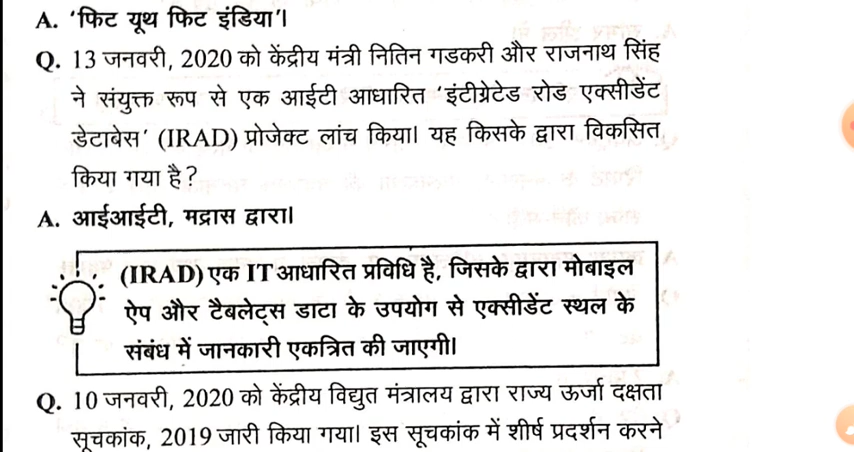 A. ‘फिट यूथ फिट इंडिया’।
Q. 13 जनवरी, 2020 को केंद्रीय मंत्री नितिन गडकरी और राजनाथ सिंह
ने संयुक्त रूप से एक आईटी आधारित ‘इंटीग्रेटेड रोड एक्सीडेंट
डेटाबेस’ (IRAD) प्रोजेक्ट लांच किया। यह किसके द्वारा विकसित
किया गया है?
A. आईआईटी, मद्रास द्वारा।
(IRAD) एक IT आधारित प्रविधि है, जिसके द्वारा मोबाइल
ऐप और टैबलेट्स डाटा के उपयोग से एक्सीडेंट स्थल के
संबंध में जानकारी एकत्रित की जाएगी।
Q. 10 जनवरी, 2020 को केंद्रीय विद्युत मंत्रालय द्वारा राज्य ऊर्जा दक्षता
सूचकांक, 2019 जारी किया गया। इस सूचकांक में शीर्ष प्रदर्शन करने